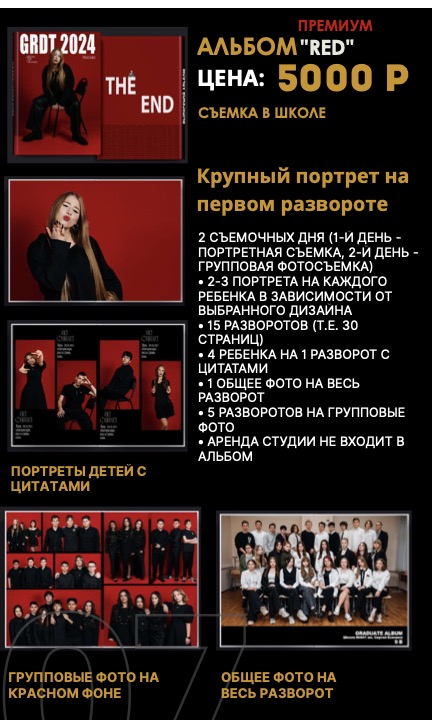 GRDT 2024
THE
END
ПРЕМИУМ
АЛЬБОМ "RED"
ЦЕНА: 5000 Р
СЪЕМКА В ШКОЛЕ
Крупный портрет на
первом развороте
2 СЪЕМОЧНЫХ ДНЯ (1-Й ДЕНЬ -
ПОРТРЕТНАЯ СЪЕМКА, 2-И ДЕНЬ -
ГРУППОВАЯ ФОТОСЪЕМКА)
• 2-3 ПОРТРЕТА НА КАЖДОГО
РЕБЕНКА В ЗАВИСИМОСТИ ОТ
ВЫБРАННОГО ДИЗАЙНА
• 15 РАЗВОРОТОВ (Т.Е. 30
СТРАНИЦ)
• 4 РЕБЕНКА НА 1 РАЗВОРОТ С
ЦИТАТАМИ
• 1 ОБЩЕЕ ФОТО НА ВЕСЬ
РАЗВОРОТ
• 5 РАЗВОРОТОВ НА ГРУППОВЫЕ
ФОТО
• АРЕНДА СТУДИИ НЕ ВХОДИТ В
АЛЬБОМ
ПОРТРЕТЫ ДЕТЕЙ С
ЦИТАТАМИ
GRADUATE ALBUM
ГРУППОВЫЕ ФОТО НА
КРАСНОМ ФОНЕ
ОБЩЕЕ ФОТО НА
ВЕСЬ РАЗВОРОТ
07